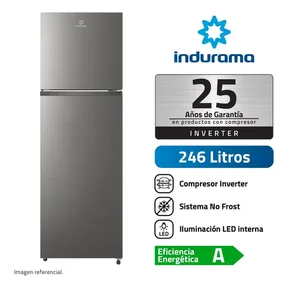 indurama
25
Años de Garantía
en productos con compresor
INVERTER
246 Litros
Compresor Inverter
Sistema No Frost
LED
Iluminación LED interna
Eficiencia
Energética
A
Imagen referencial.